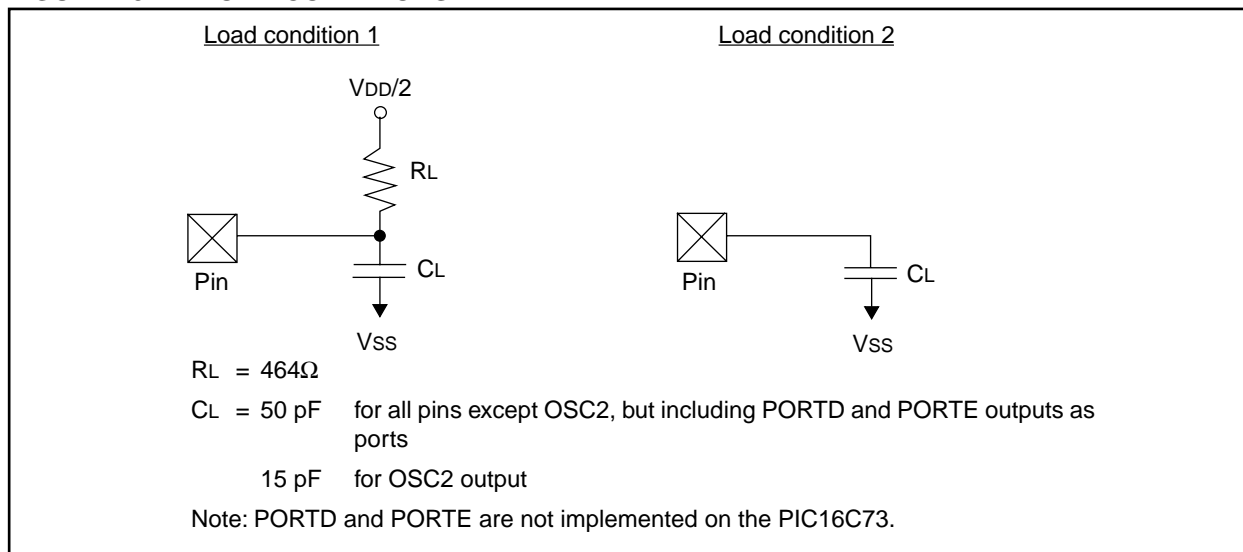 Load condition 1
Load condition 2
VDD/2
RL
Pin
CL
VSS
Pin
CL
VSS
RL = 464Ω
CL = 50 pF for all pins except OSC2, but including PORTD and PORTE outputs as
ports
15 pF for OSC2 output
Note: PORTD and PORTE are not implemented on the PIC16C73.